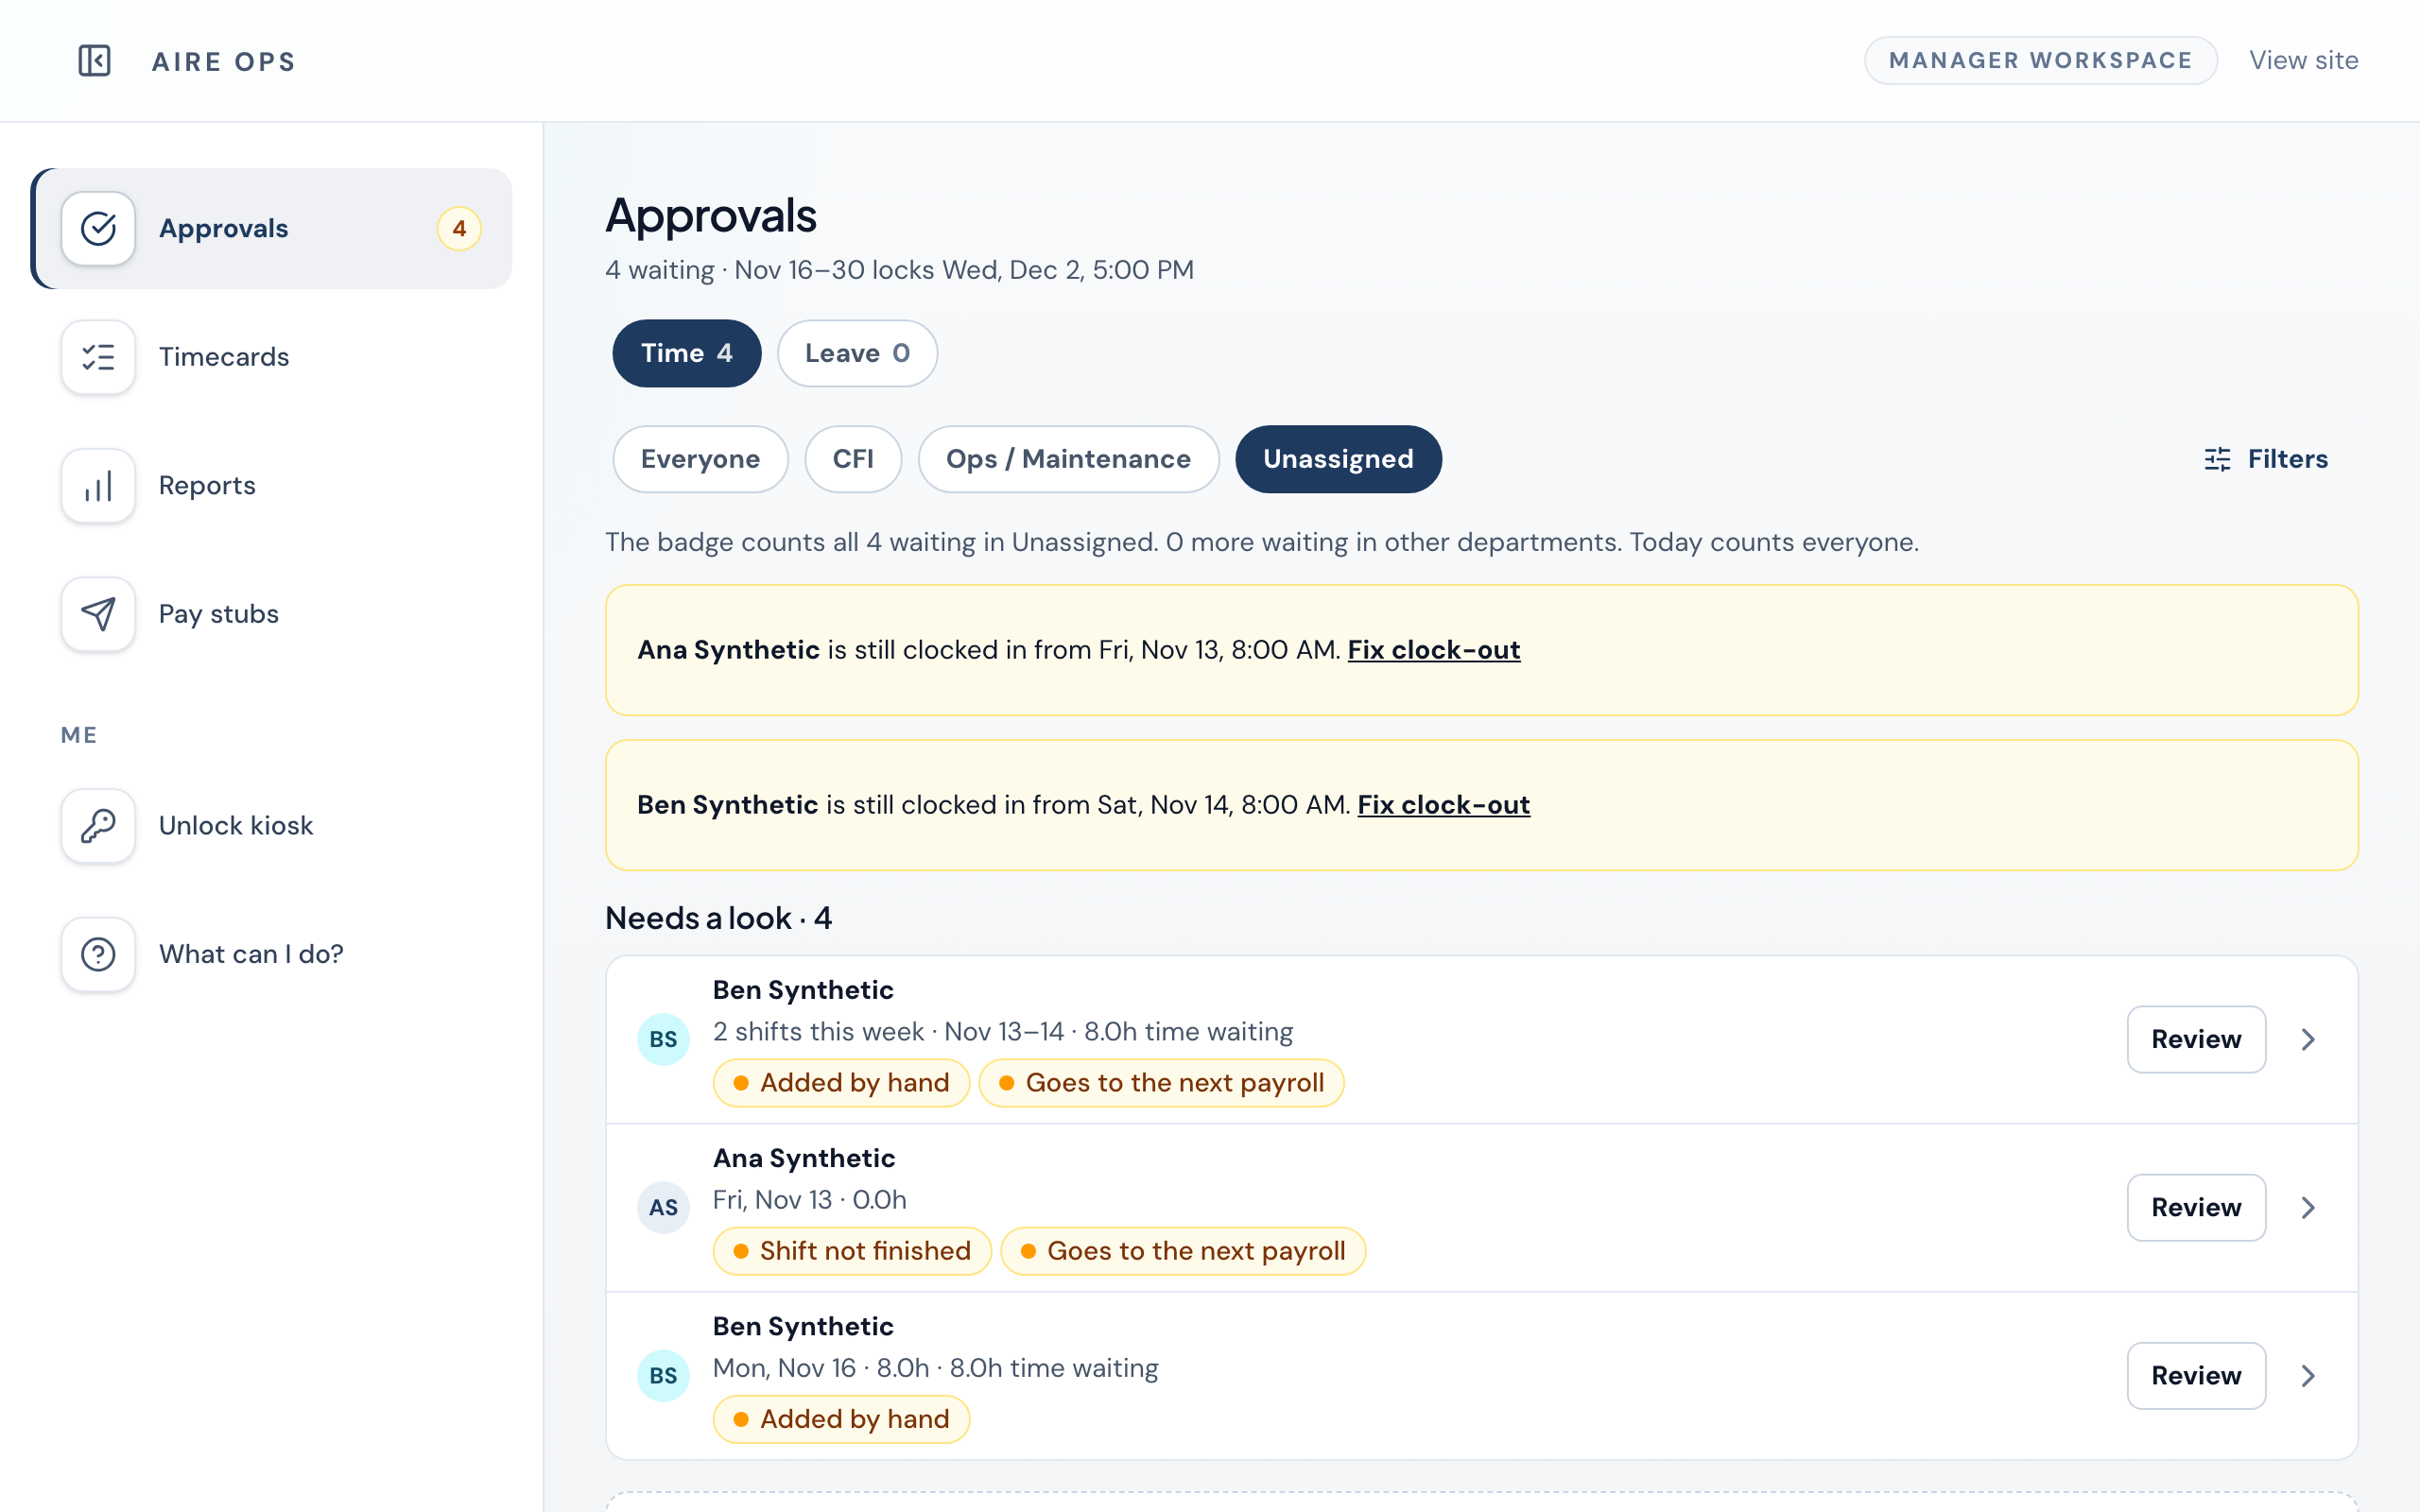 AIRE OPS
MANAGER WORKSPACE
View site
Approvals
4
Timecards
Reports
Pay stubs
ME
Unlock kiosk
What can I do?
Approvals
4 waiting · Nov 16–30 locks Wed, Dec 2, 5:00 PM
Time 4
Leave 0
Everyone
CFI
Ops / Maintenance
Unassigned
Filters
The badge counts all 4 waiting in Unassigned. 0 more waiting in other departments. Today counts everyone.
Ana Synthetic is still clocked in from Fri, Nov 13, 8:00 AM. Fix clock-out
Ben Synthetic is still clocked in from Sat, Nov 14, 8:00 AM. Fix clock-out
Needs a look · 4
BS
Ben Synthetic
2 shifts this week · Nov 13–14 · 8.0h time waiting
Added by hand
Goes to the next payroll
Review
AS
Ana Synthetic
Fri, Nov 13 · 0.0h
Shift not finished
Goes to the next payroll
Review
BS
Ben Synthetic
Mon, Nov 16 · 8.0h · 8.0h time waiting
Added by hand
Review